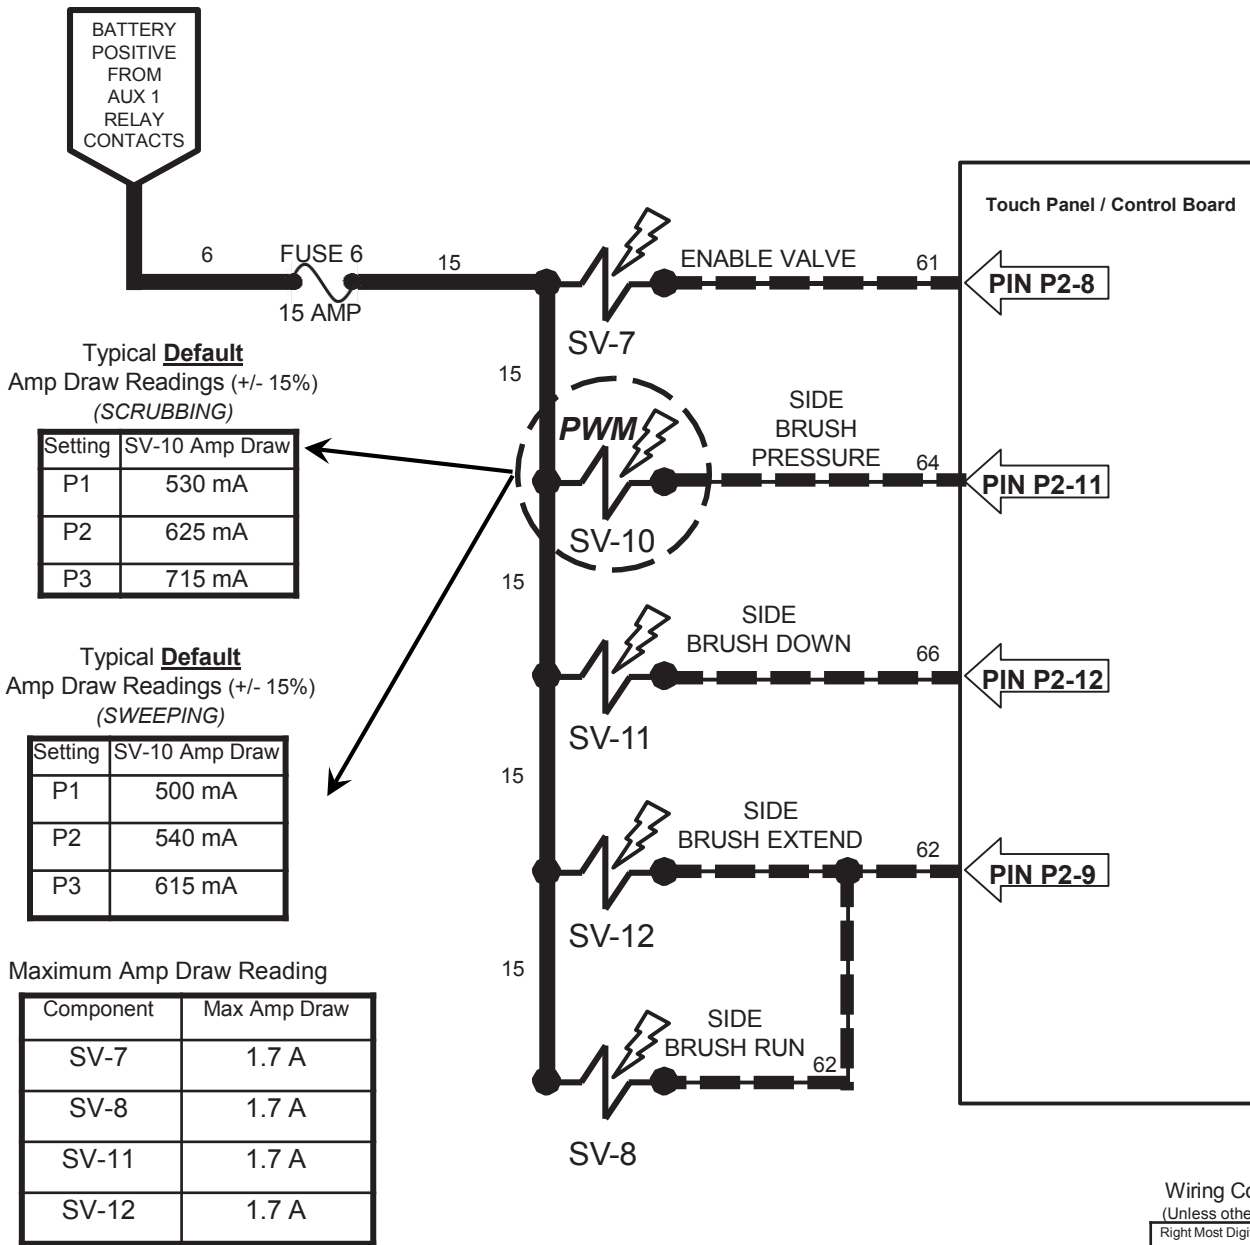 BATTERY
POSITIVE
FROM
AUX 1
RELAY
CONTACTS
6
FUSE 6
15 AMP
15
ENABLE VALVE
61
SV-7
Touch Panel / Control Board
PIN P2-8
15
PWM
SIDE
BRUSH
PRESSURE
64
SV-10
PIN P2-11
15
SIDE
BRUSH DOWN
66
SV-11
PIN P2-12
15
SIDE
BRUSH EXTEND
62
SV-12
PIN P2-9
15
SIDE
BRUSH RUN
62
SV-8
Typical Default
Amp Draw Readings (+/- 15%)
(SCRUBBING)
Setting SV-10 Amp Draw
P1 530 mA
P2 625 mA
P3 715 mA
Typical Default
Amp Draw Readings (+/- 15%)
(SWEEPING)
Setting SV-10 Amp Draw
P1 500 mA
P2 540 mA
P3 615 mA
Maximum Amp Draw Reading
Component Max Amp Draw
SV-7 1.7 A
SV-8 1.7 A
SV-11 1.7 A
SV-12 1.7 A
Wiring
(Unless
Right Most